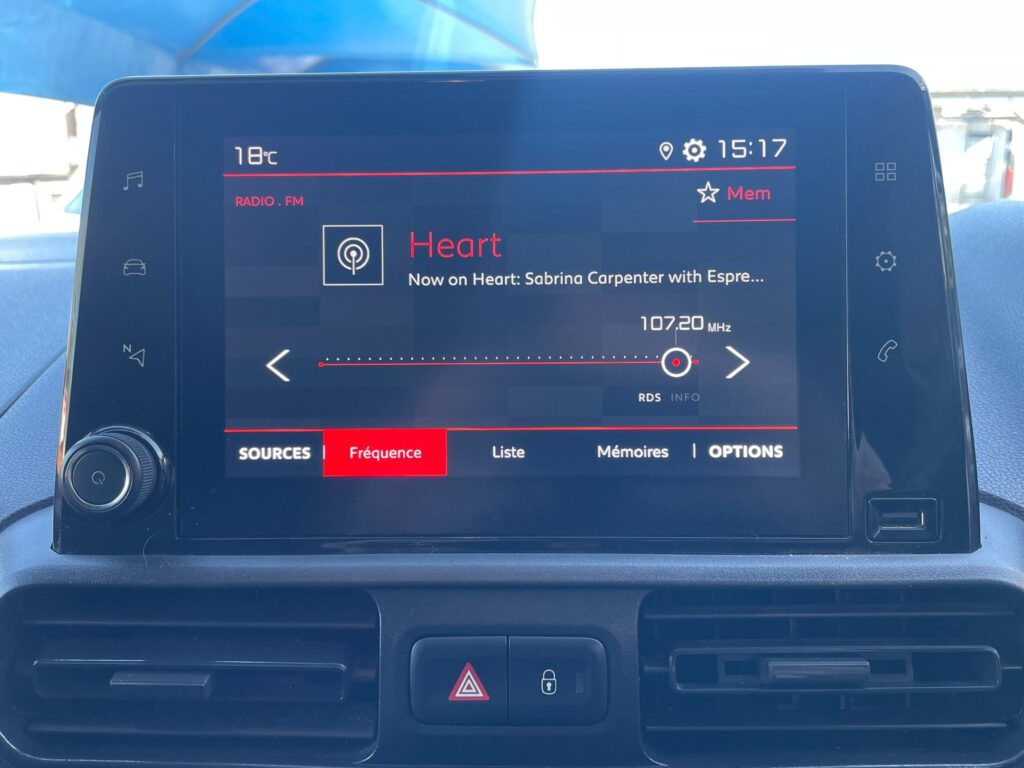 18°C 15:17
RADIO . FM
Mem
Heart
Now on Heart: Sabrina Carpenter with Espre...
107.20 MHz
RDS INFO
SOURCES Fréquence Liste Mémoires OPTIONS
N